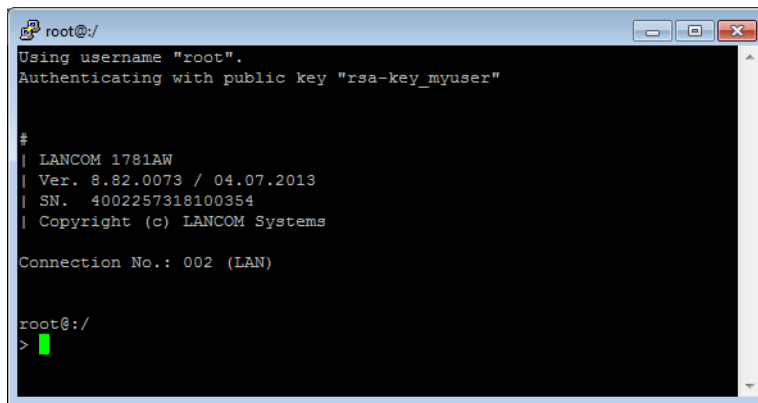 root@:/
Using username "root".
Authenticating with public key "rsa-key_myuser"
#
| LANCOM 1781AW
| Ver. 8.82.0073 / 04.07.2013
| SN.  4002257318100354
| Copyright (c) LANCOM Systems
Connection No.: 002 (LAN)
root@:/
>